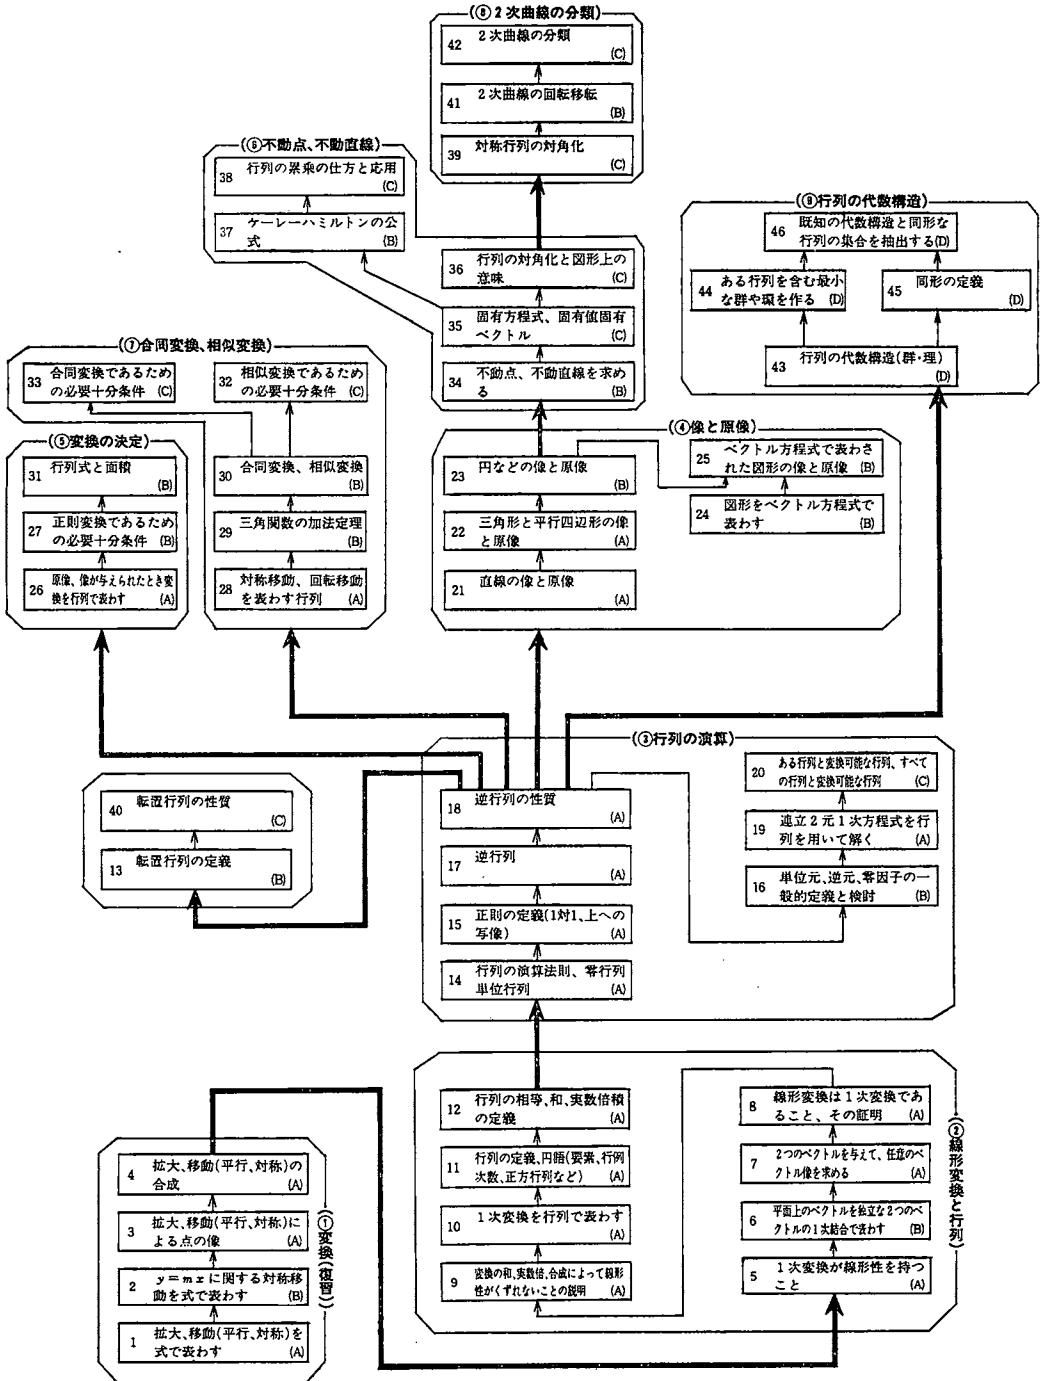 (⑧2次曲線の分類)
42 2次曲線の分類
(C)
41 2次曲線の回転移転
(B)
39 対称行列の対角化
(C)
(⑥不動点、不動直線)
38 行列の累乗の仕方と応用
(C)
37 ケーレーハミルトンの公
式 (B)
36 行列の対角化と図形上の
意味 (C)
35 固有方程式、固有値固有
ベクトル (C)
34 不動点、不動直線を求め
る (B)
(⑨行列の代数構造)
46 既知の代数構造と同形な
行列の集合を抽出する(D)
44 ある行列を含む最小
な群や環を作る (D)
45 同形の定義
(D)
43 行列の代数構造(群・理)
(D)
(⑦合同変換、相似変換)
33 合同変換であるため
の必要十分条件 (C)
32 相似変換であるため
の必要十分条件 (C)
30 合同変換、相似変換
(B)
29 三角関数の加法定理
(B)
28 対称移動、回転移動
を表わす行列 (A)
(⑤変換の決定)
31 行列式と面積
(B)
27 正則変換であるため
の必要十分条件 (B)
26 原像、像が与えられたとき変
換を行列で表わす (A)
(④像と原像)
23 円などの像と原像
(B)
22 三角形と平行四辺形の像
と原像 (A)
21 直線の像と原像
(A)
25 ベクトル方程式で表わさ
れた図形の像と原像 (B)
24 図形をベクトル方程式で
表わす (B)
(③行列の演算)
18 逆行列の性質
(A)
17 逆行列
(A)
15 正則の定義(1対1、上への
写像) (A)
14 行列の演算法則、零行列
単位行列 (A)
20 ある行列と変換可能な行列、すべて
の行列と変換可能な行列 (C)
19 連立2元1次方程式を行
列を用いて解く (A)
16 単位元、逆元、零因子の一
般的定義と検討 (B)
40 転置行列の性質
(C)
13 転置行列の定義
(B)
(②線形変換と行列)
12 行列の相等、和、実数倍積
の定義 (A)
11 行列の定義、円語(要素、行例
次数、正方行列など) (A)
10 1次変換を行列で表わす
(A)
9 変換の和、実数倍、合成によって線形
性がくずれないことの説明 (A)
8 線形変換は1次変換であ
ること、その証明 (A)
7 2つのベクトルを与えて、任意のベ
クトル像を求める (A)
6 平面上のベクトルを独立な2つのベ
クトルの1次結合で表わす (B)
5 1次変換が線形性を持つ
こと (A)
(①変換(復習))
4 拡大、移動(平行、対称)の
合成 (A)
3 拡大、移動(平行、対称)に
よる点の像 (A)
2 y=mxに関する対称移
動を式で表わす (B)
1 拡大、移動(平行、対称)を
式で表わす (A)